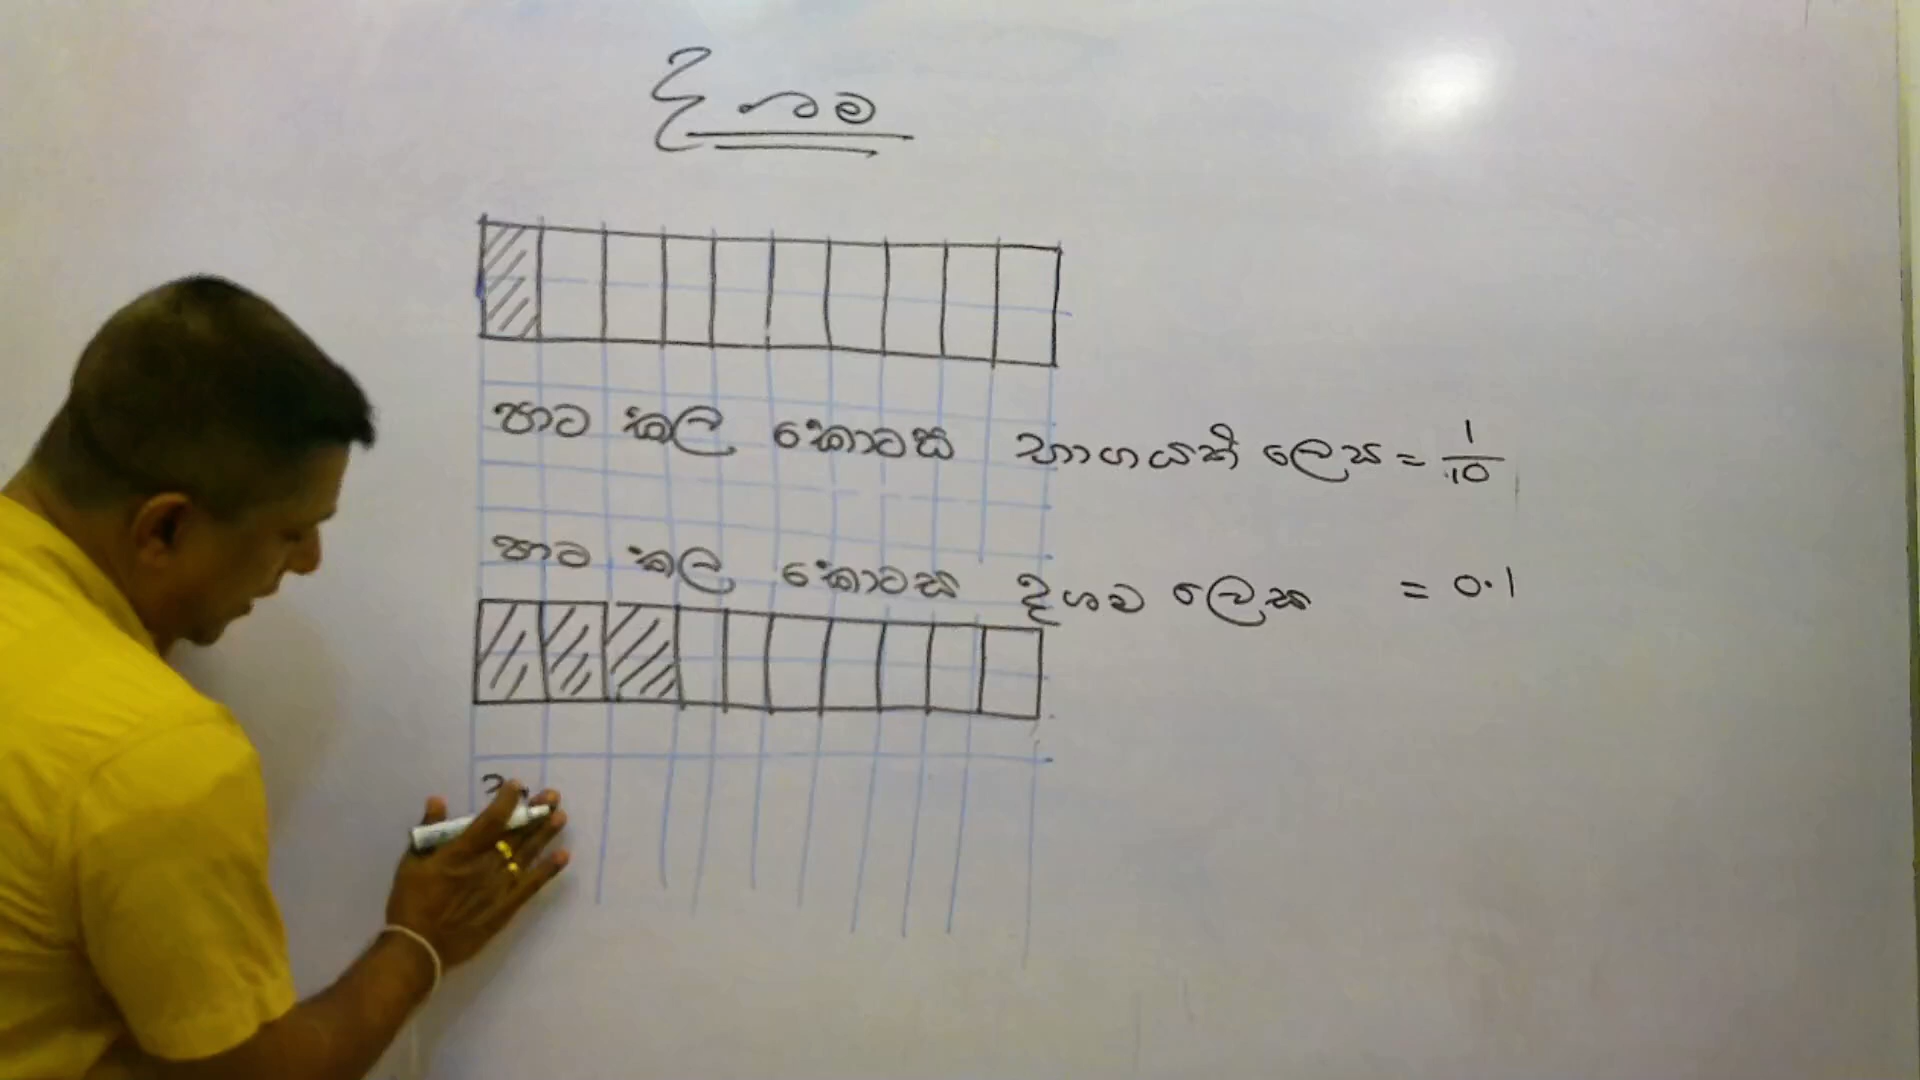 දශම
පාට කල කොටස භාගයක් ලෙස = 1/10
පාට කල කොටස දශම ලෙස = 0.1